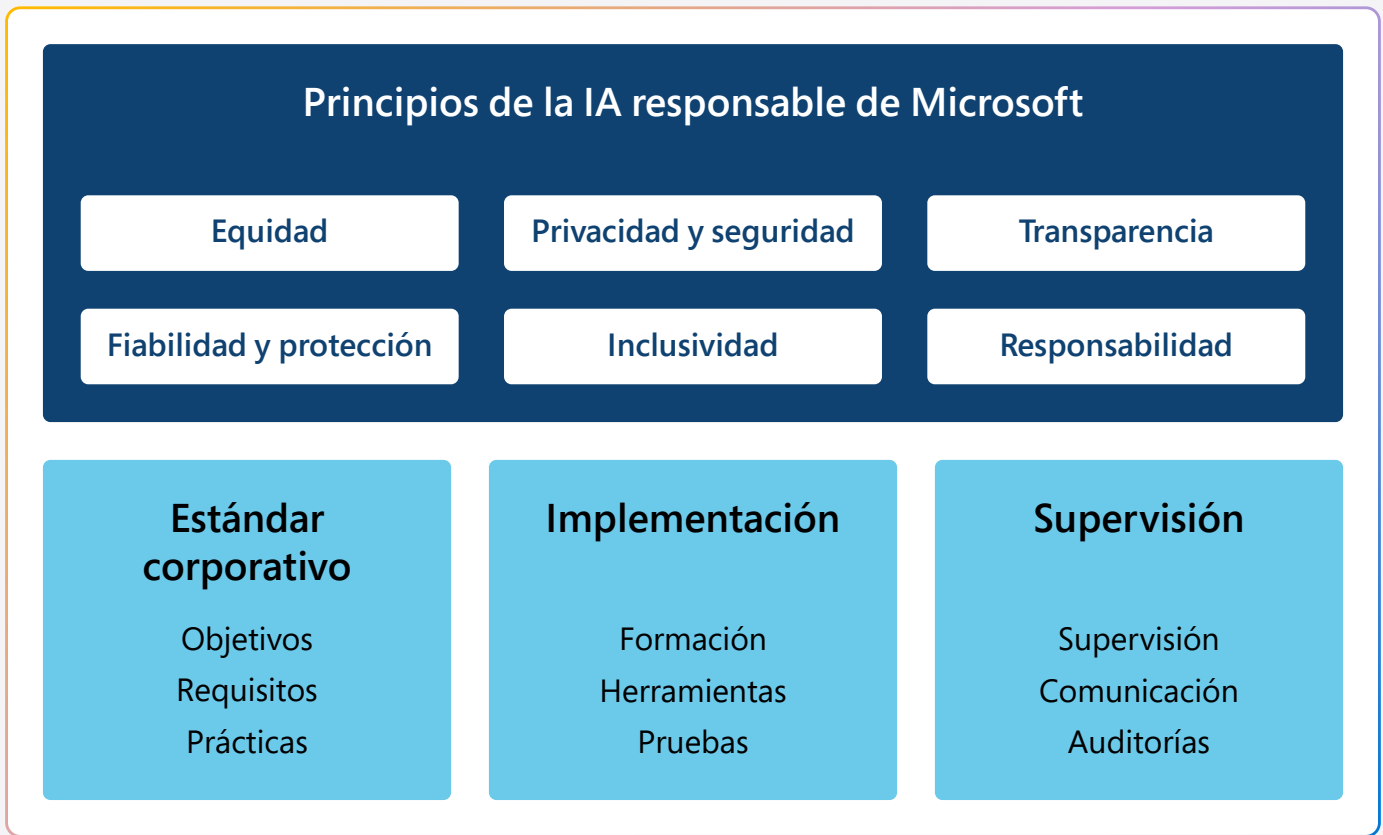 Principios de la IA responsable de Microsoft
Equidad
Privacidad y seguridad
Transparencia
Fiabilidad y protección
Inclusividad
Responsabilidad
Estándar
corporativo
Objetivos
Requisitos
Prácticas
Implementación
Formación
Herramientas
Pruebas
Supervisión
Supervisión
Comunicación
Auditorías